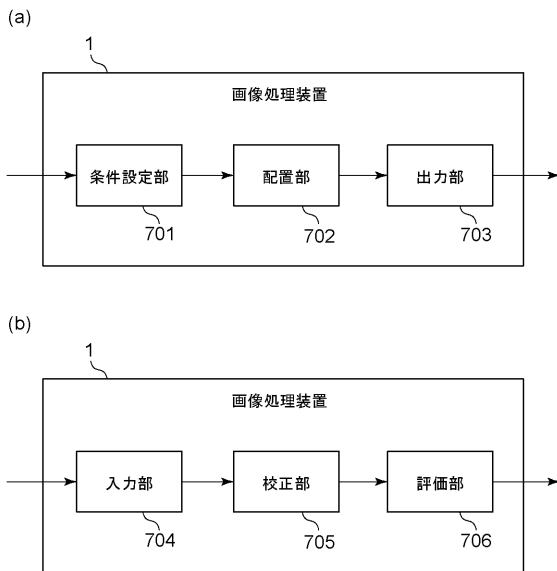 (a)
1
画像処理装置
条件設定部
配置部
出力部
701
702
703
(b)
1
画像処理装置
入力部
校正部
評価部
704
705
706